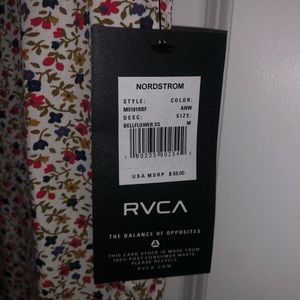 NORDSTROM
STYLE: COLOR:
M5181RBF ANW
DESC: SIZE:
BELLFLOWER SS M
USA MSRP $58.00
RVCA
THE BALANCE OF OPPOSITES
THIS CARD STOCK IS MADE FROM
100% POST-CONSUMER WASTE
PLEASE RECYCLE
RVCA.COM